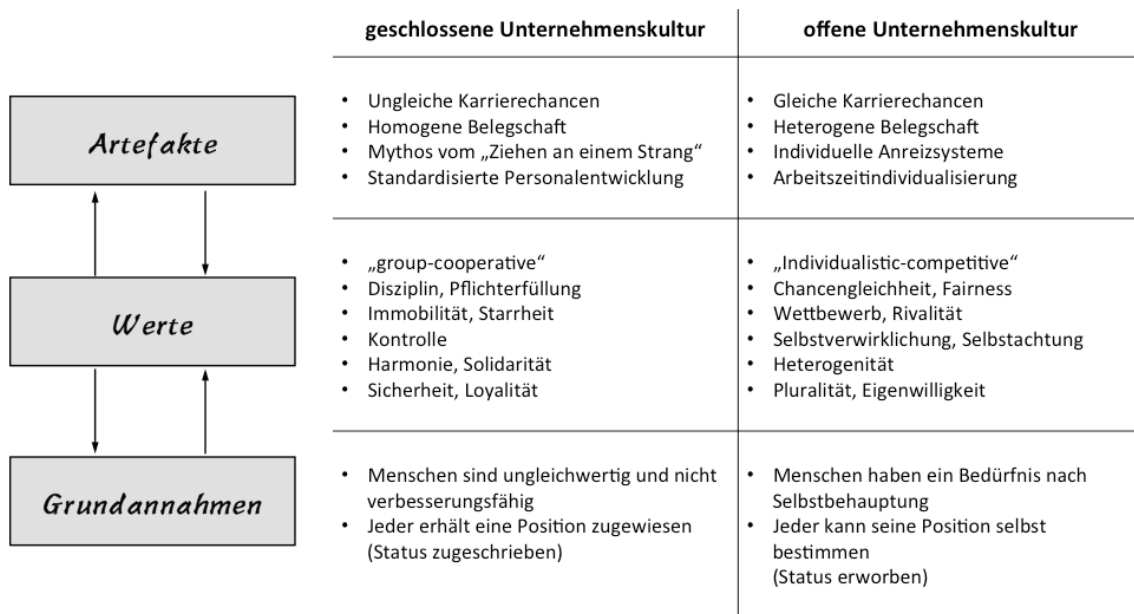 geschlossene Unternehmenskultur
offene Unternehmenskultur
Artefakte
• Ungleiche Karrierechancen
• Homogene Belegschaft
• Mythos vom „Ziehen an einem Strang“
• Standardisierte Personalentwicklung
• Gleiche Karrierechancen
• Heterogene Belegschaft
• Individuelle Anreizsysteme
• Arbeitszeitindividualisierung
Werte
• „group-cooperative“
• Disziplin, Pflichterfüllung
• Immobilität, Starrheit
• Kontrolle
• Harmonie, Solidarität
• Sicherheit, Loyalität
• „Individualistic-competitive“
• Chancengleichheit, Fairness
• Wettbewerb, Rivalität
• Selbstverwirklichung, Selbstachtung
• Heterogenität
• Pluralität, Eigenwilligkeit
Grundannahmen
• Menschen sind ungleichwertig und nicht
verbesserungsfähig
• Jeder erhält eine Position zugewiesen
(Status zugeschrieben)
• Menschen haben ein Bedürfnis nach
Selbstbehauptung
• Jeder kann seine Position selbst
bestimmen
(Status erworben)